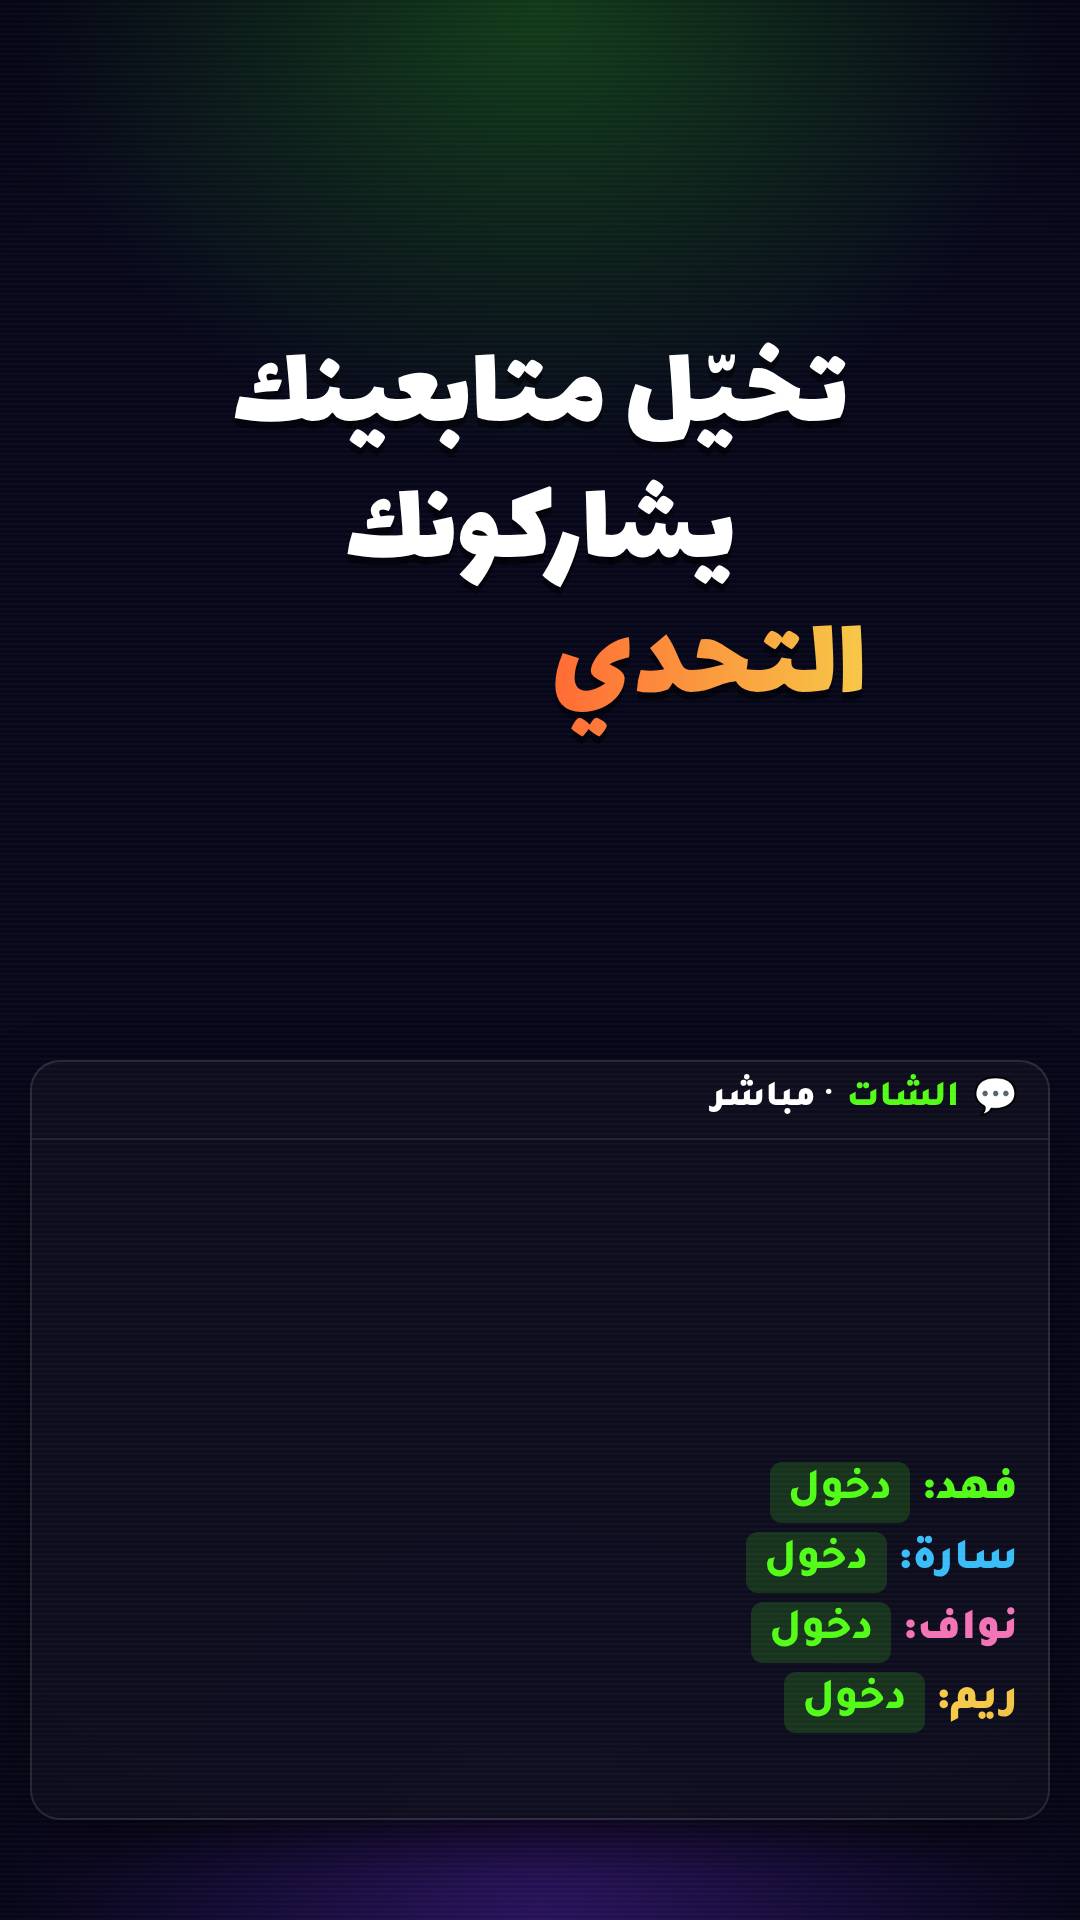 تخيّل متابعينك
يشاركونك
التحدي
💬 الشات · مباشر
فهد: دخول
سارة: دخول
نواف: دخول
ريم: دخول